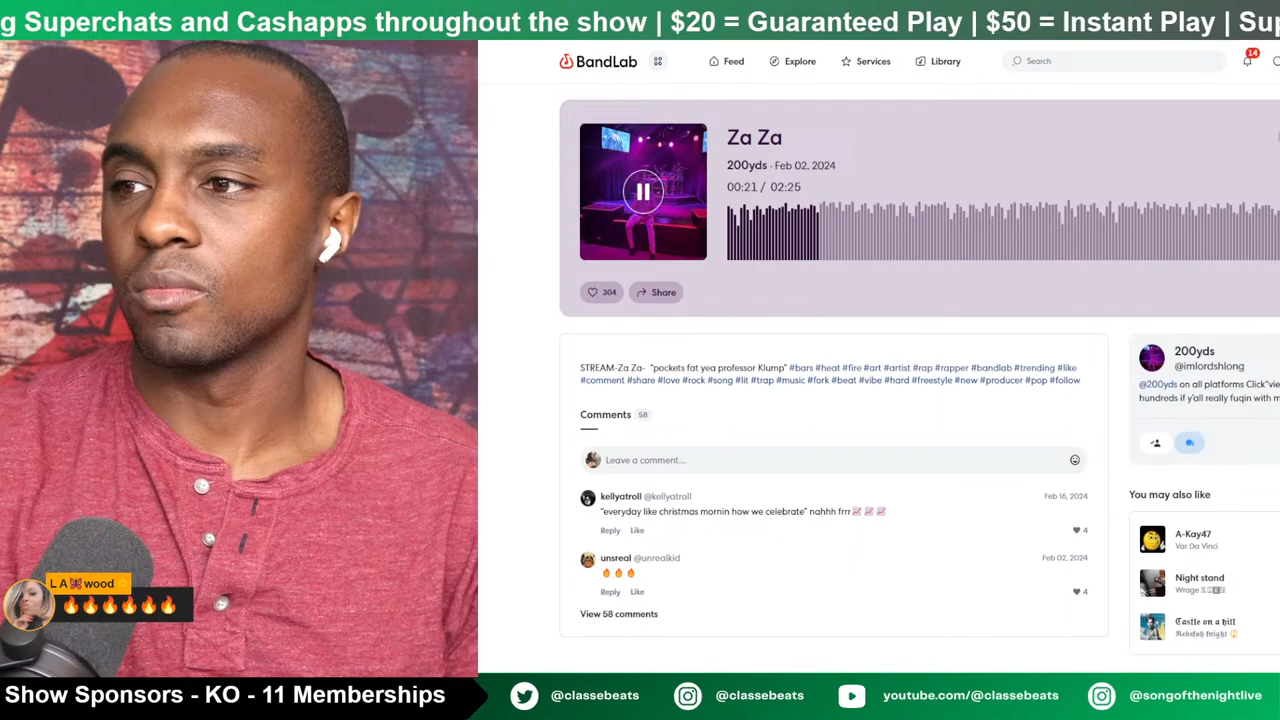 g Superchats and Cashapps throughout the show | $20 = Guaranteed Play | $50 = Instant Play | Sup
BandLab
Feed
Explore
Services
Library
Search
14
Za Za
200yds · Feb 02, 2024
00:21 / 02:25
304
Share
STREAM-Za Za- "pockets fat yea professor Klump" #bars #heat #fire #art #artist #rap #rapper #bandlab #trending #like
#comment #share #love #rock #song #lit #trap #music #fork #beat #vibe #hard #freestyle #new #producer #pop #follow
Comments 58
Leave a comment...
kellyatroll @kellyatroll
Feb 16, 2024
"everyday like christmas mornin how we celebrate" nahhh frrr
Reply Like
4
unsreal @unrealkid
Feb 02, 2024
🔥🔥🔥
Reply Like
4
View 58 comments
200yds
@imlordshlong
@200yds on all platforms Click"view
hundreds if y'all really fuqin with m
You may also like
A-Kay47
Var Da Vinci
Night stand
Wrage
Castle on a hill
Rebekah knight
L A🦋wood
🔥🔥🔥🔥🔥🔥
Show Sponsors - KO - 11 Memberships
@classebeats
@classebeats
youtube.com/@classebeats
@songofthenightlive